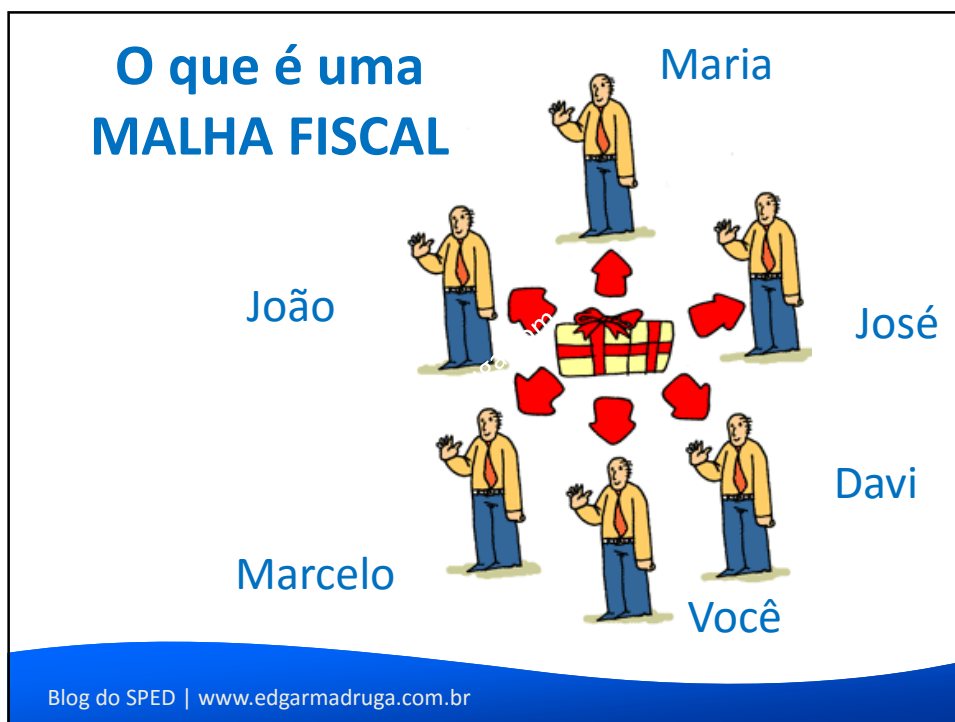 O que é uma
MALHA FISCAL
Maria
João
José
Davi
Marcelo
Você
Blog do SPED | www.edgarmadruga.com.br